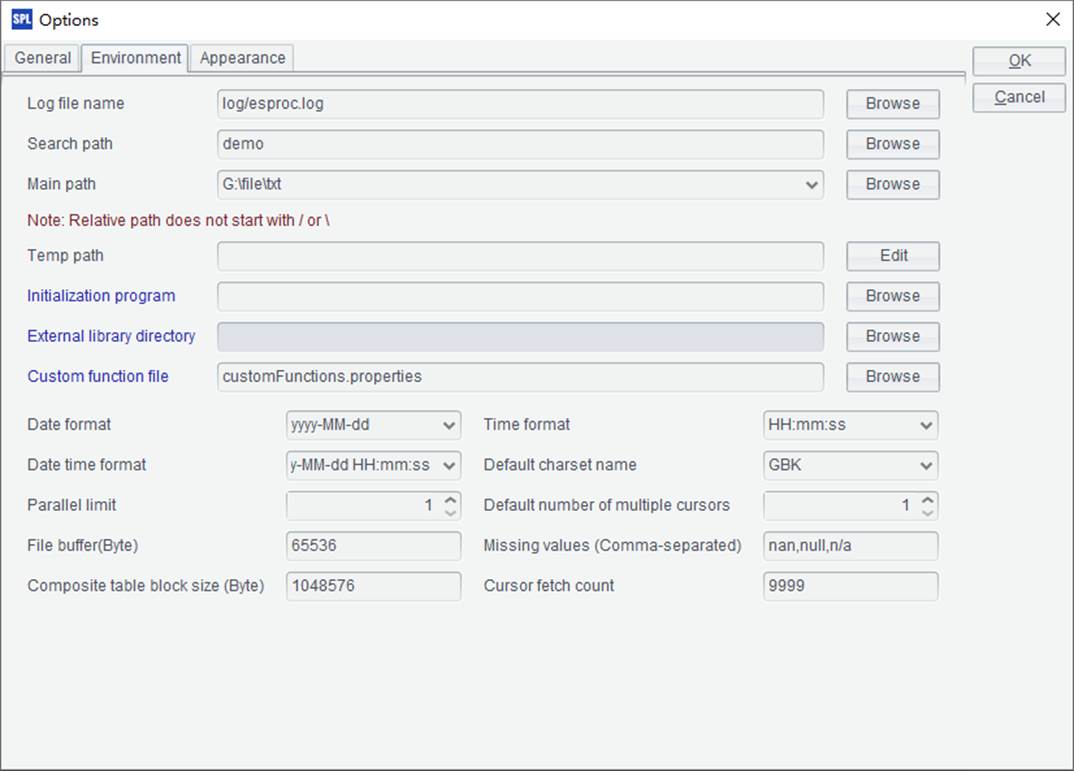 SPL Options
General Environment Appearance
OK
Cancel
Log file name log/esproc.log Browse
Search path demo Browse
Main path G:\file\txt Browse
Note: Relative path does not start with / or \
Temp path Edit
Initialization program Browse
External library directory Browse
Custom function file customFunctions.properties Browse
Date format yyyy-MM-dd Time format HH:mm:ss
Date time format y-MM-dd HH:mm:ss Default charset name GBK
Parallel limit 1 Default number of multiple cursors 1
File buffer(Byte) 65536 Missing values (Comma-separated) nan,null,n/a
Composite table block size (Byte) 1048576 Cursor fetch count 9999